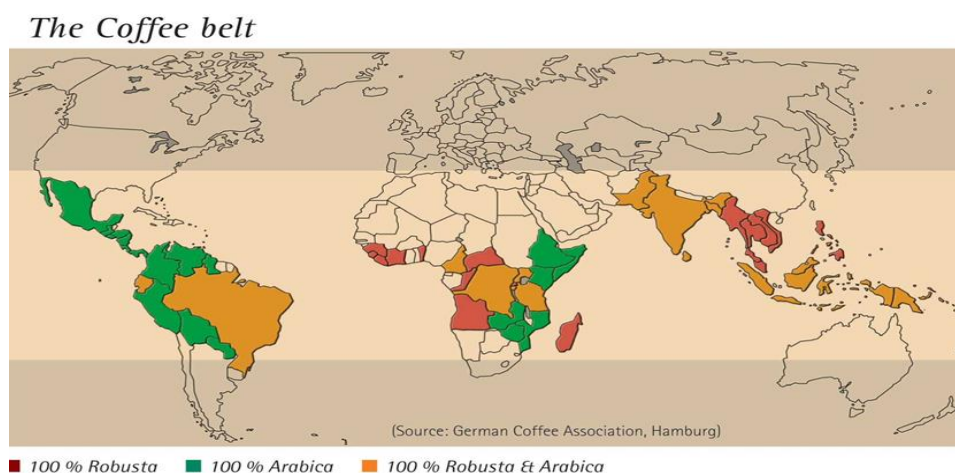 The Coffee belt
(Source: German Coffee Association, Hamburg)
100 % Robusta 100 % Arabica 100 % Robusta & Arabica